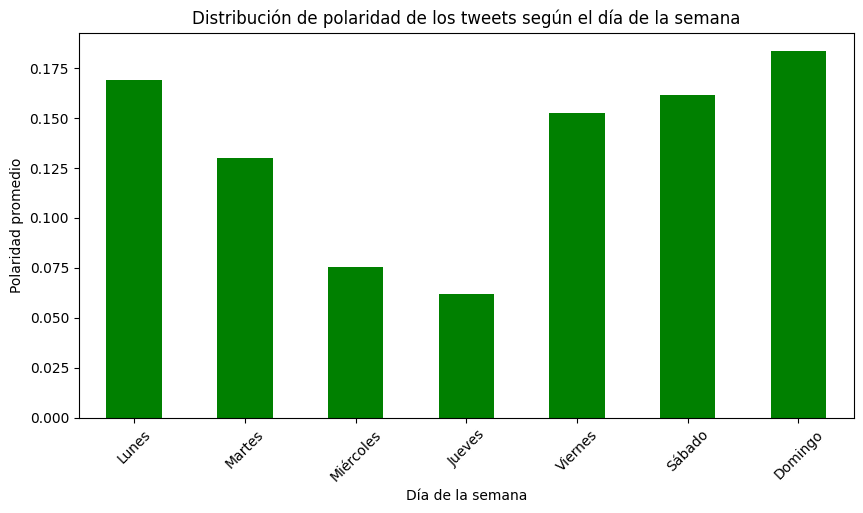 Distribución de polaridad de los tweets según el día de la semana
Polaridad promedio
0.175
0.150
0.125
0.100
0.075
0.050
0.025
0.000
Lunes
Martes
Miércoles
Jueves
Viernes
Sábado
Domingo
Día de la semana